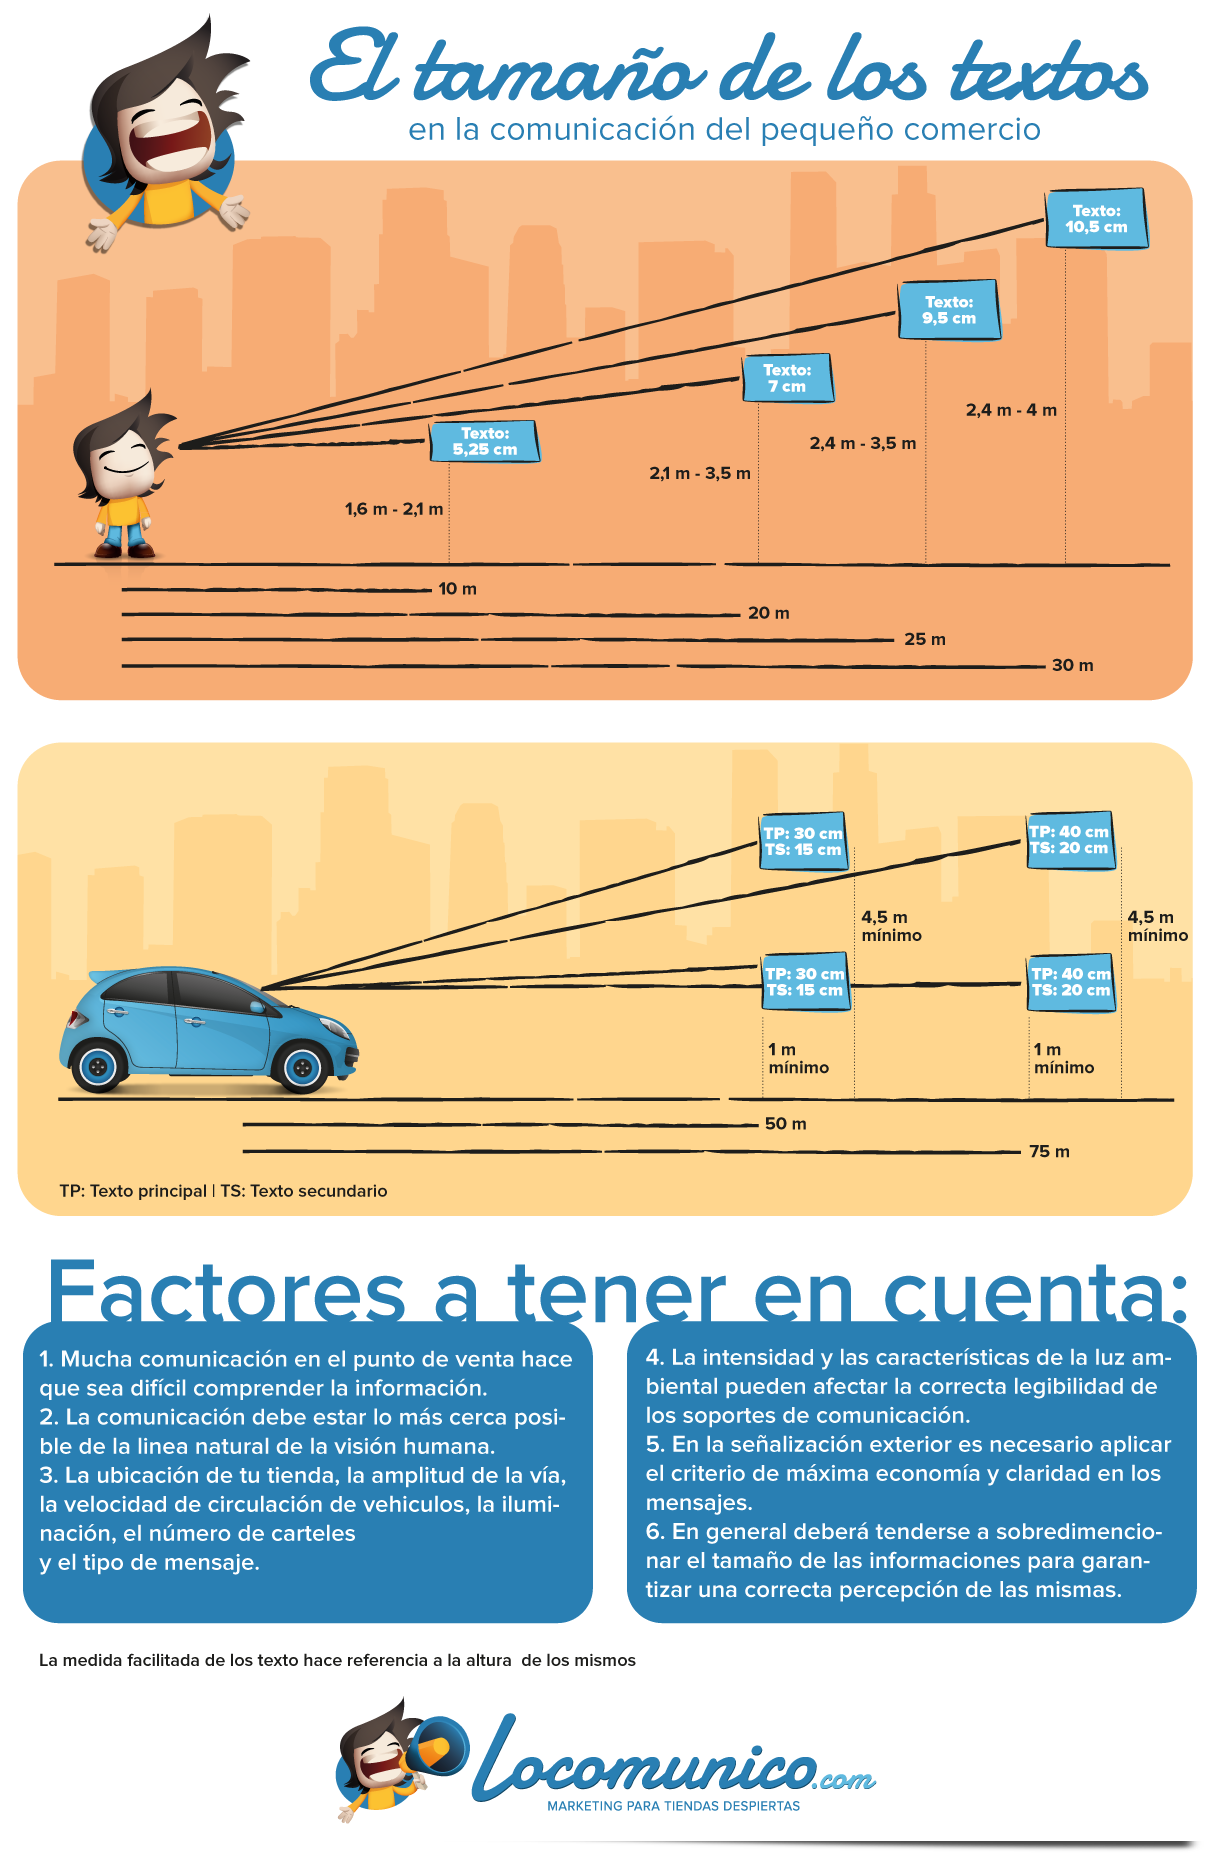 El tamaño de los textos
en la comunicación del pequeño comercio
Texto:
10,5 cm
Texto:
9,5 cm
Texto:
7 cm
Texto:
5,25 cm
2,4 m - 4 m
2,4 m - 3,5 m
2,1 m - 3,5 m
1,6 m - 2,1 m
10 m
20 m
25 m
30 m
TP: 30 cm
TS: 15 cm
TP: 40 cm
TS: 20 cm
4,5 m
mínimo
4,5 m
mínimo
TP: 30 cm
TS: 15 cm
TP: 40 cm
TS: 20 cm
1 m
mínimo
1 m
mínimo
50 m
75 m
TP: Texto principal | TS: Texto secundario
Factores a tener en cuenta:
1. Mucha comunicación en el punto de venta hace
que sea difícil comprender la información.
2. La comunicación debe estar lo más cerca posi-
ble de la linea natural de la visión humana.
3. La ubicación de tu tienda, la amplitud de la vía,
la velocidad de circulación de vehiculos, la ilumi-
nación, el número de carteles
y el tipo de mensaje.
4. La intensidad y las características de la luz am-
biental pueden afectar la correcta legibilidad de
los soportes de comunicación.
5. En la señalización exterior es necesario aplicar
el criterio de máxima economía y claridad en los
mensajes.
6. En general deberá tenderse a sobredimencio-
nar el tamaño de las informaciones para garan-
tizar una correcta percepción de las mismas.
La medida facilitada de los texto hace referencia a la altura  de los mismos
Locomunico.com
MARKETING PARA TIENDAS DESPIERTAS